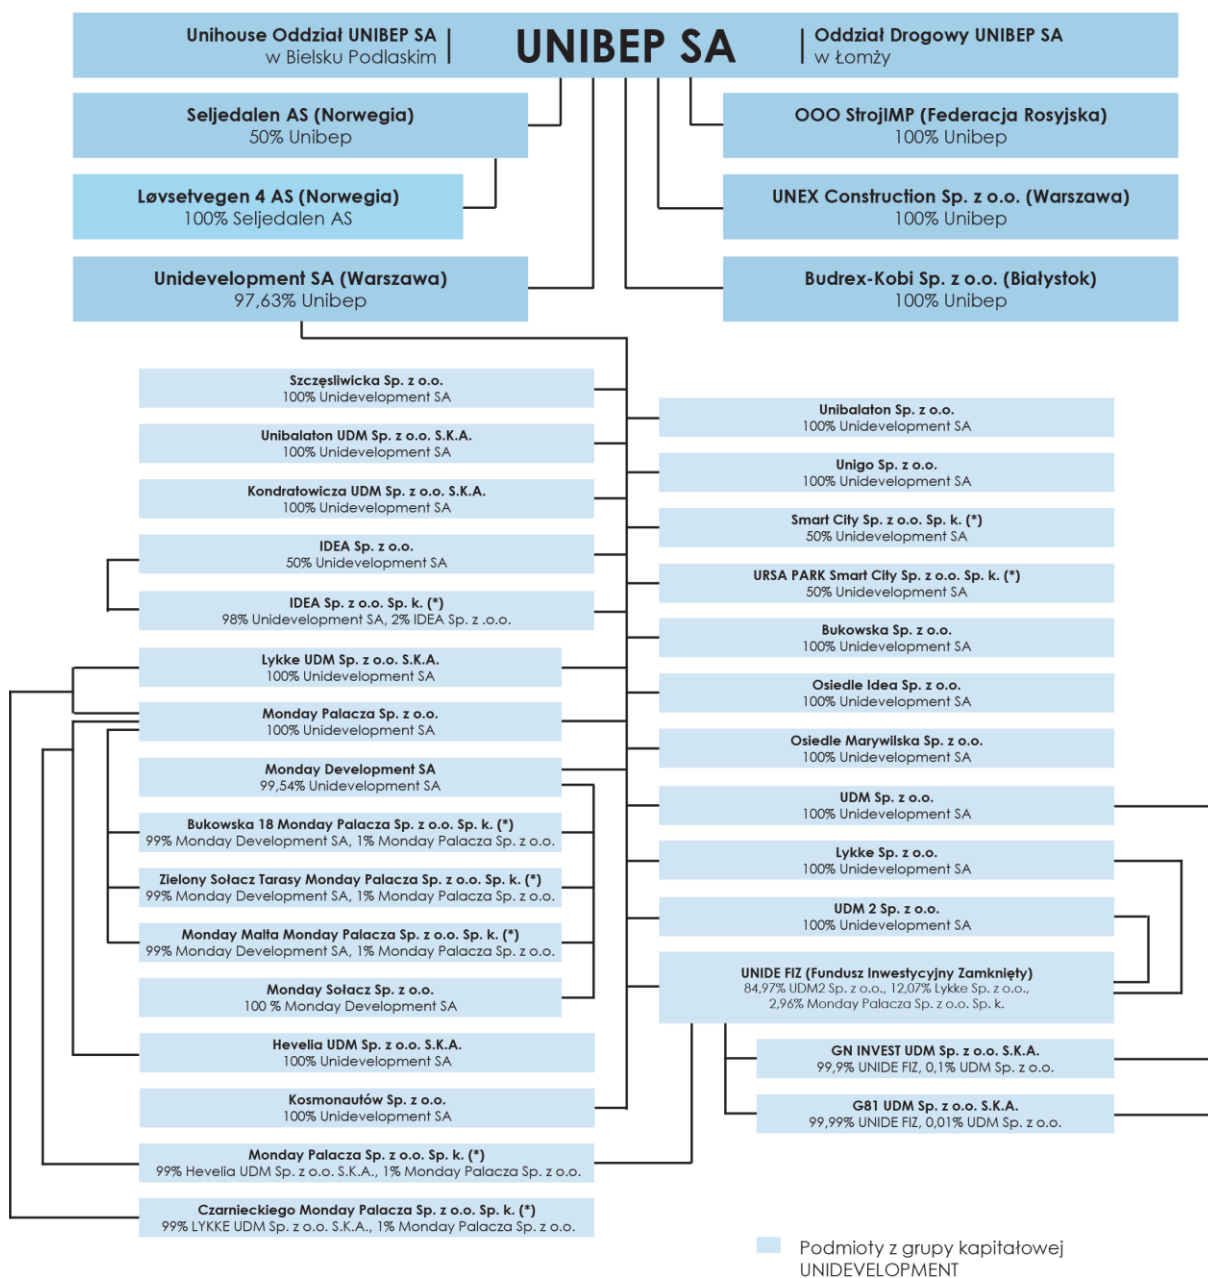 Unihouse Oddział UNIBEP SA
w Bielsku Podlaskim
UNIBEP SA
Oddział Drogowy UNIBEP SA
w Łomży
Seljedalen AS (Norwegia)
50% Unibep
Løvsetvegen 4 AS (Norwegia)
100% Seljedalen AS
Unidevelopment SA (Warszawa)
97,63% Unibep
OOO StrojIMP (Federacja Rosyjska)
100% Unibep
UNEX Construction Sp. z o.o. (Warszawa)
100% Unibep
Budrex-Kobi Sp. z o.o. (Białystok)
100% Unibep
Szczęsliwicka Sp. z o.o.
100% Unidevelopment SA
Unibalaton UDM Sp. z o.o. S.K.A.
100% Unidevelopment SA
Kondratowicza UDM Sp. z o.o. S.K.A.
100% Unidevelopment SA
IDEA Sp. z o.o.
50% Unidevelopment SA
IDEA Sp. z o.o. Sp. k. (*)
98% Unidevelopment SA, 2% IDEA Sp. z .o.o.
Lykke UDM Sp. z o.o. S.K.A.
100% Unidevelopment SA
Monday Palacza Sp. z o.o.
100% Unidevelopment SA
Monday Development SA
99,54% Unidevelopment SA
Bukowska 18 Monday Palacza Sp. z o.o. Sp. k. (*)
99% Monday Development SA, 1% Monday Palacza Sp. z o.o.
Zielony Sołacz Tarasy Monday Palacza Sp. z o.o. Sp. k. (*)
99% Monday Development SA, 1% Monday Palacza Sp. z o.o.
Monday Malta Monday Palacza Sp. z o.o. Sp. k. (*)
99% Monday Development SA, 1% Monday Palacza Sp. z o.o.
Monday Sołacz Sp. z o.o.
100 % Monday Development SA
Hevelia UDM Sp. z o.o. S.K.A.
100% Unidevelopment SA
Kosmonautów Sp. z o.o.
100% Unidevelopment SA
Monday Palacza Sp. z o.o. Sp. k. (*)
99% Hevelia UDM Sp. z o.o. S.K.A., 1% Monday Palacza Sp. z o.o.
Czarnieckiego Monday Palacza Sp. z o.o. Sp. k. (*)
99% LYKKE UDM Sp. z o.o. S.K.A., 1% Monday Palacza Sp. z o.o.
Unibalaton Sp. z o.o.
100% Unidevelopment SA
Unigo Sp. z o.o.
100% Unidevelopment SA
Smart City Sp. z o.o. Sp. k. (*)
50% Unidevelopment SA
URSA PARK Smart City Sp. z o.o. Sp. k. (*)
50% Unidevelopment SA
Bukowska Sp. z o.o.
100% Unidevelopment SA
Osiedle Idea Sp. z o.o.
100% Unidevelopment SA
Osiedle Marywilska Sp. z o.o.
100% Unidevelopment SA
UDM Sp. z o.o.
100% Unidevelopment SA
Lykke Sp. z o.o.
100% Unidevelopment SA
UDM 2 Sp. z o.o.
100% Unidevelopment SA
UNIDE FIZ (Fundusz Inwestycyjny Zamknięty)
84,97% UDM2 Sp. z o.o., 12,07% Lykke Sp. z o.o.,
2,96% Monday Palacza Sp. z o.o. Sp. k.
GN INVEST UDM Sp. z o.o. S.K.A.
99,9% UNIDE FIZ, 0,1% UDM Sp. z o.o.
G81 UDM Sp. z o.o. S.K.A.
99,99% UNIDE FIZ, 0,01% UDM Sp. z o.o.
Podmioty z grupy kapitałowej
UNIDEVELOPMENT